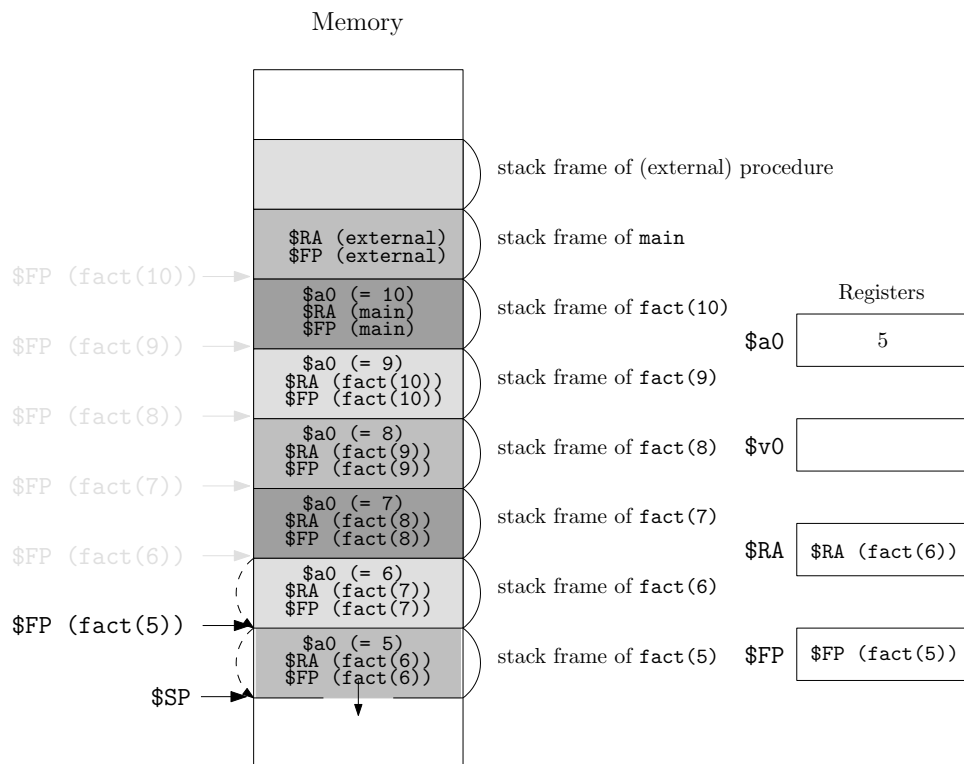 Memory
stack frame of (external) procedure
$RA (external)
$FP (external)
stack frame of main
$FP (fact(10))
$a0 (= 10)
$RA (main)
$FP (main)
stack frame of fact(10)
Registers
$a0
5
$FP (fact(9))
$a0 (= 9)
$RA (fact(10))
$FP (fact(10))
stack frame of fact(9)
$FP (fact(8))
$a0 (= 8)
$RA (fact(9))
$FP (fact(9))
stack frame of fact(8)
$v0
$FP (fact(7))
$a0 (= 7)
$RA (fact(8))
$FP (fact(8))
stack frame of fact(7)
$RA
$RA (fact(6))
$FP (fact(6))
$a0 (= 6)
$RA (fact(7))
$FP (fact(7))
stack frame of fact(6)
$FP (fact(5))
$a0 (= 5)
$RA (fact(6))
$FP (fact(6))
stack frame of fact(5)
$FP
$FP (fact(5))
$SP